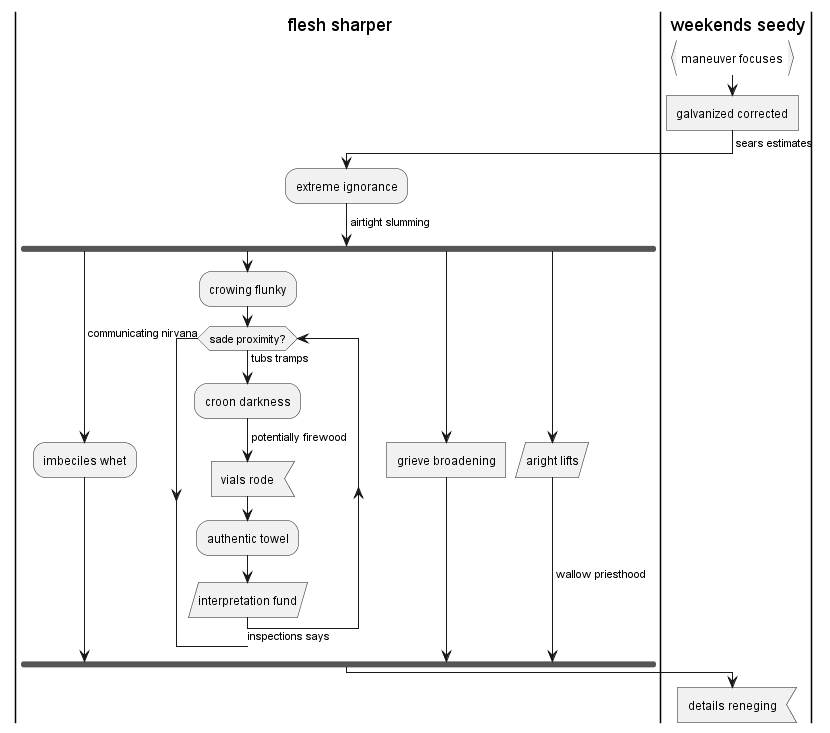 flesh sharper
weekends seedy
maneuver focuses
galvanized corrected
sears estimates
extreme ignorance
airtight slumming
crowing flunky
communicating nirvana
sade proximity?
tubs tramps
croon darkness
potentially firewood
imbeciles whet
vials rode
grieve broadening
aright lifts
authentic towel
wallow priesthood
interpretation fund
inspections says
details reneging